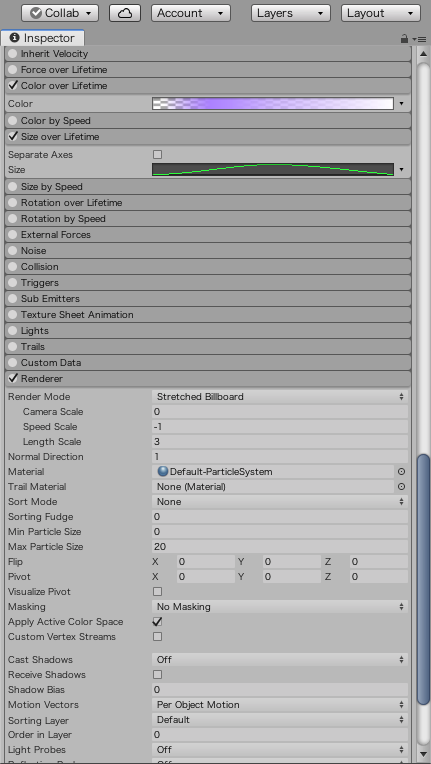 Collab Account Layers Layout
Inspector
Inherit Velocity
Force over Lifetime
Color over Lifetime
Color
Color by Speed
Size over Lifetime
Separate Axes
Size
Size by Speed
Rotation over Lifetime
Rotation by Speed
External Forces
Noise
Collision
Triggers
Sub Emitters
Texture Sheet Animation
Lights
Trails
Custom Data
Renderer
Render Mode Stretched Billboard
Camera Scale 0
Speed Scale -1
Length Scale 3
Normal Direction 1
Material Default-ParticleSystem
Trail Material None (Material)
Sort Mode None
Sorting Fudge 0
Min Particle Size 0
Max Particle Size 20
Flip X 0 Y 0 Z 0
Pivot X 0 Y 0 Z 0
Visualize Pivot
Masking No Masking
Apply Active Color Space
Custom Vertex Streams
Cast Shadows Off
Receive Shadows
Shadow Bias 0
Motion Vectors Per Object Motion
Sorting Layer Default
Order in Layer 0
Light Probes Off